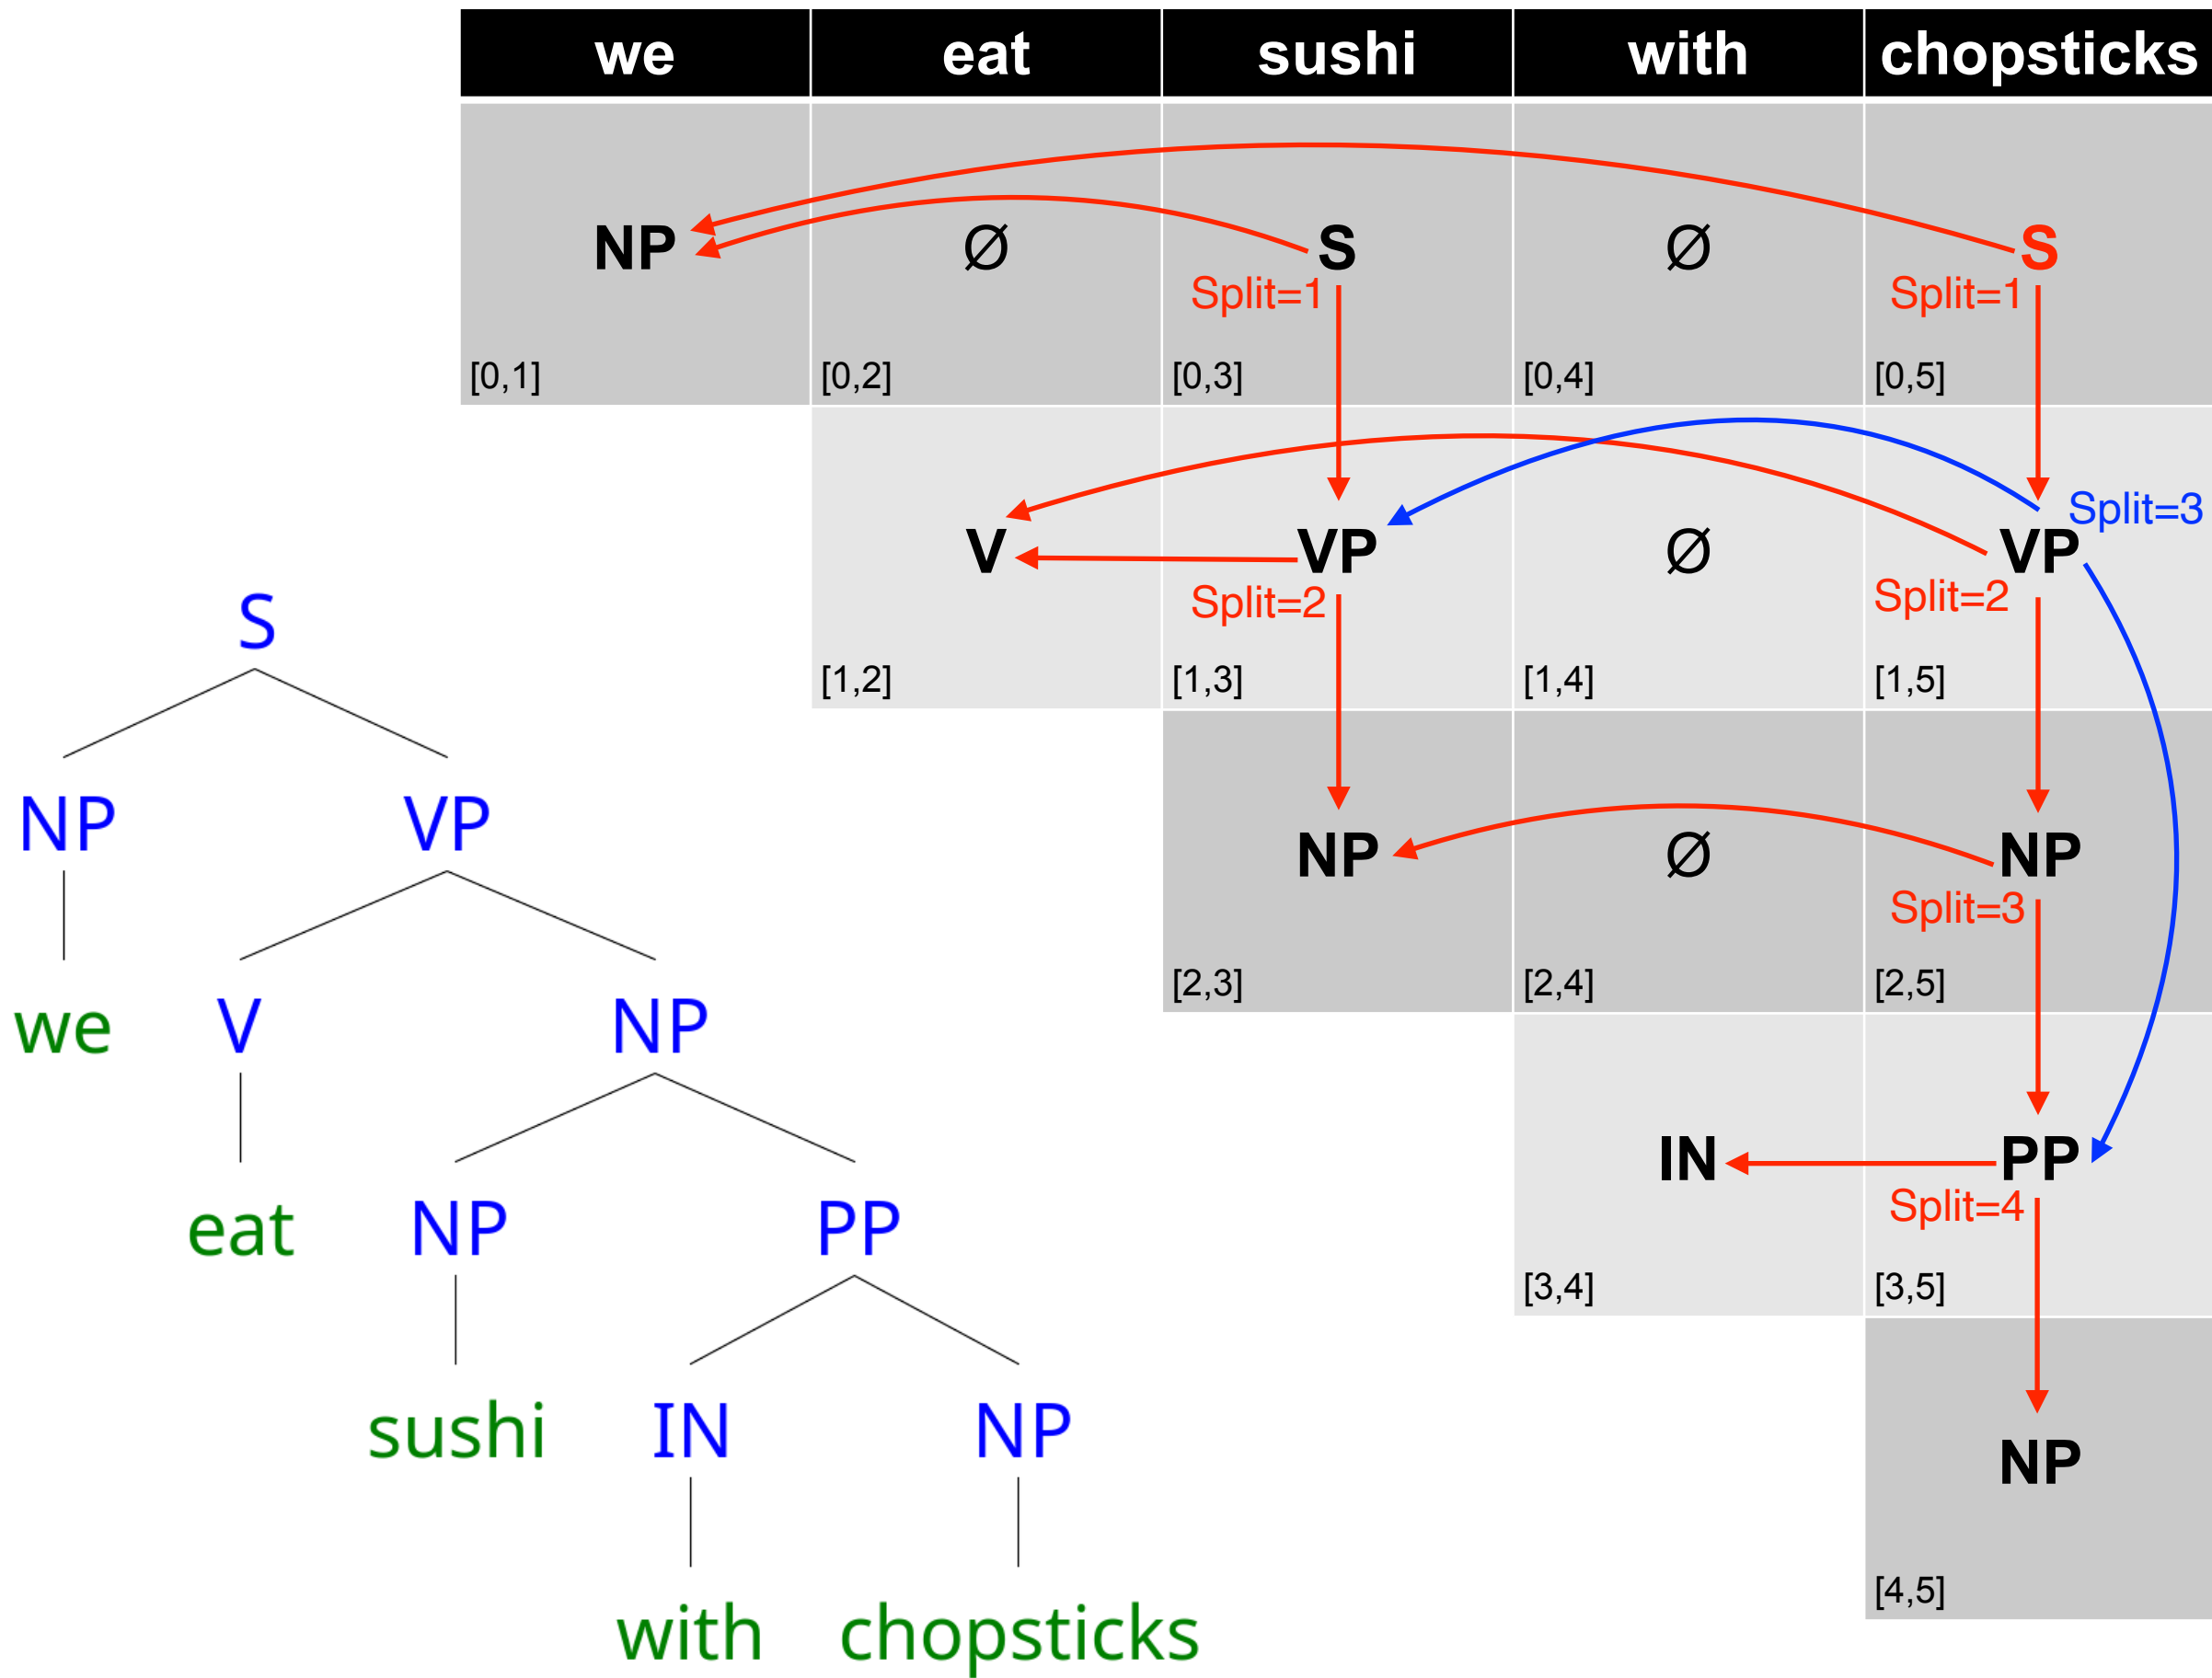 we eat sushi with chopsticks
NP Ø S Ø S
Split=1 Split=1
[0,1] [0,2] [0,3] [0,4] [0,5]
Split=3
V VP Ø VP
Split=2 Split=2
[1,2] [1,3] [1,4] [1,5]
NP Ø NP
Split=3
[2,3] [2,4] [2,5]
IN PP
Split=4
[3,4] [3,5]
NP
[4,5]
S
NP VP
we V NP
eat NP PP
sushi IN NP
with chopsticks